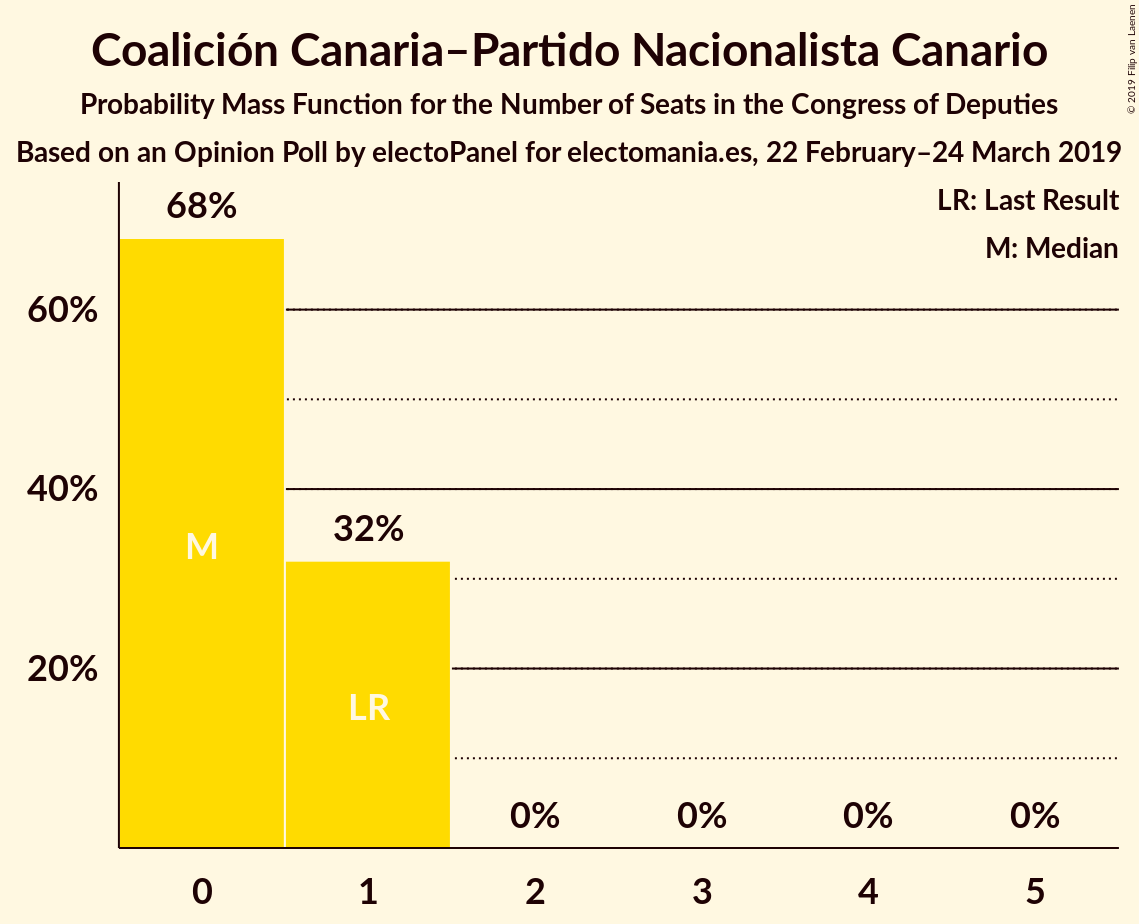 Coalición Canaria–Partido Nacionalista Canario
Probability Mass Function for the Number of Seats in the Congress of Deputies
Based on an Opinion Poll by electoPanel for electomania.es, 22 February–24 March 2019
© 2019 Filip van Laenen
LR: Last Result
M: Median
68%
60%
40%
32%
M
20%
LR
0% 0% 0% 0%
0 1 2 3 4 5